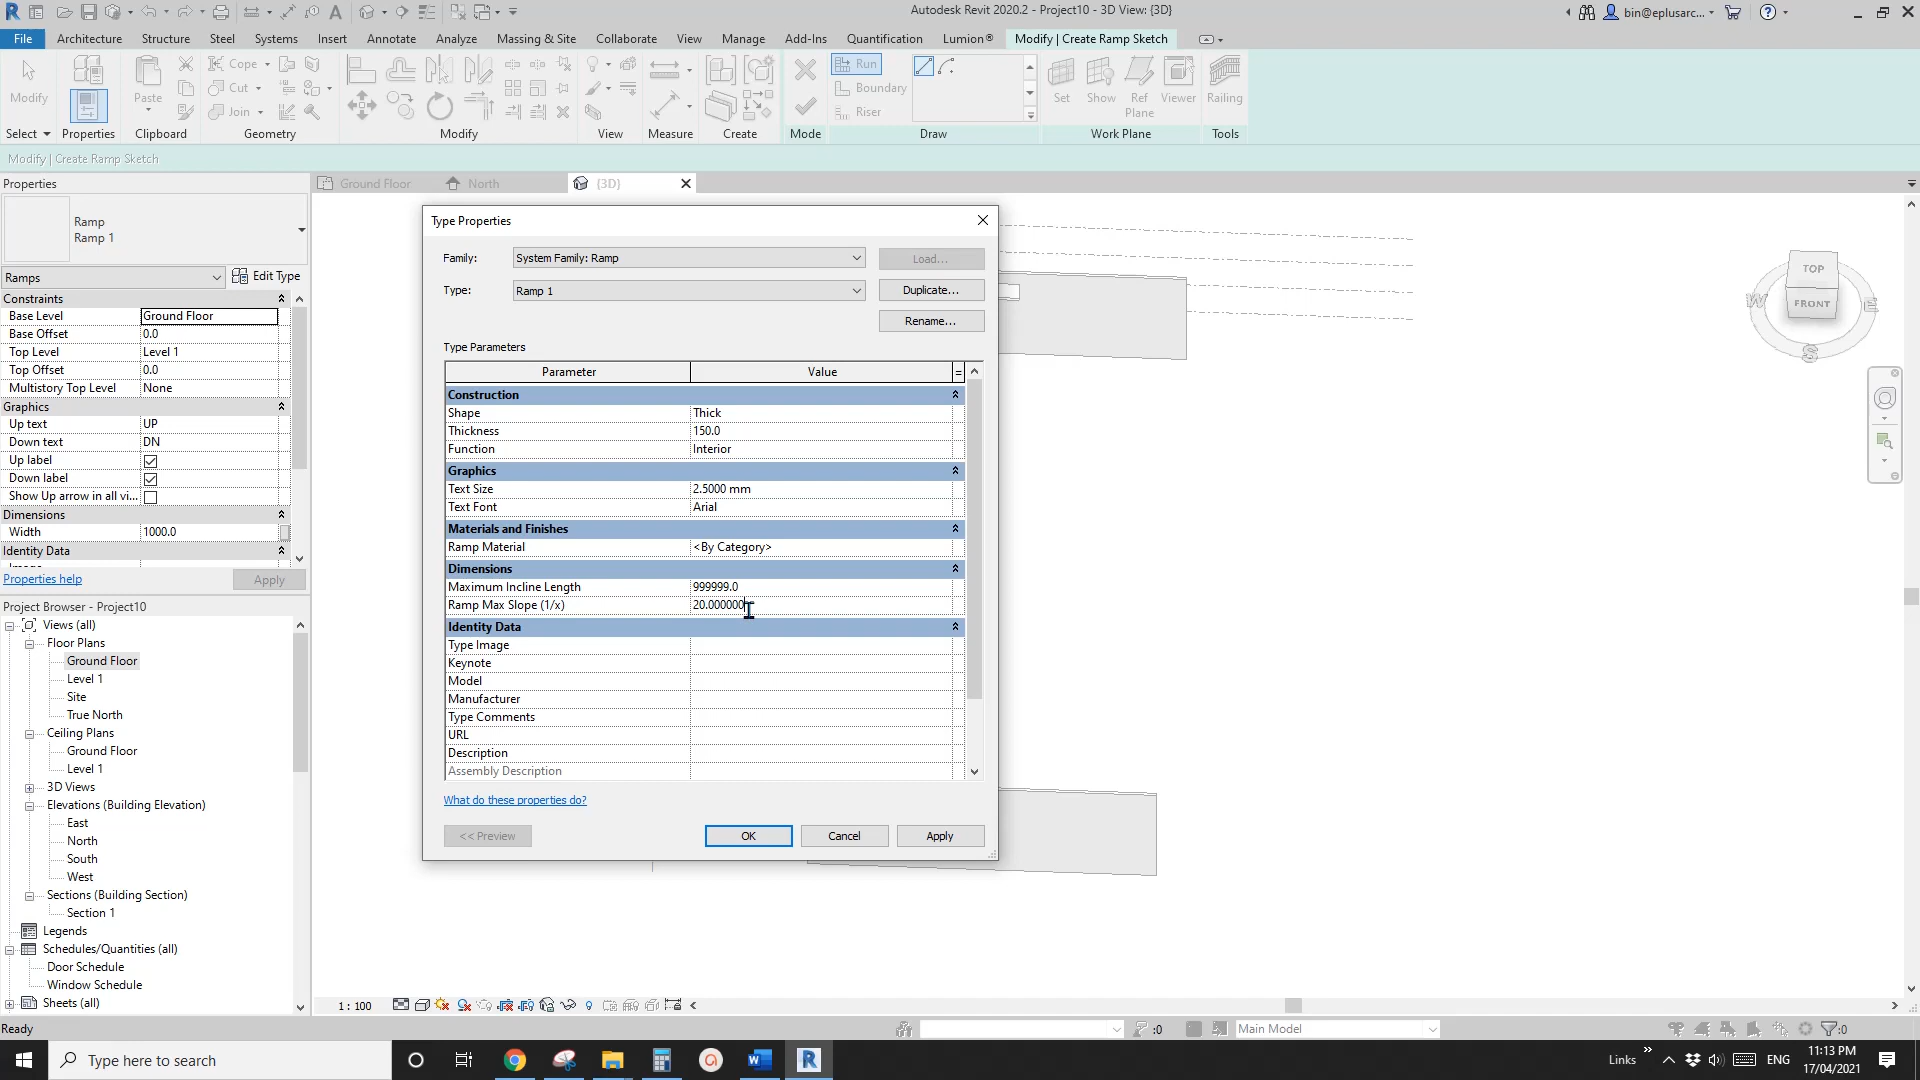 Autodesk Revit 2020.2 - Project10 - 3D View: {3D}
bin@eplusarc...
File Architecture Structure Steel Systems Insert Annotate Analyze Massing & Site Collaborate View Manage Add-Ins Quantification Lumion® Modify | Create Ramp Sketch
Modify
Paste
Cope
Cut
Join
Run
Boundary
Riser
Set
Show
Ref
Plane
Viewer
Railing
Select Properties Clipboard Geometry Modify View Measure Create Mode Draw Work Plane Tools
Modify | Create Ramp Sketch
Properties
Ground Floor
North
{3D}
Ramp
Ramp 1
Ramps
Edit Type
Constraints
Base Level Ground Floor
Base Offset 0.0
Top Level Level 1
Top Offset 0.0
Multistory Top Level None
Graphics
Up text UP
Down text DN
Up label
Down label
Show Up arrow in all vi...
Dimensions
Width 1000.0
Identity Data
Properties help
Apply
Project Browser - Project10
Views (all)
Floor Plans
Ground Floor
Level 1
Site
True North
Ceiling Plans
Ground Floor
Level 1
3D Views
Elevations (Building Elevation)
East
North
South
West
Sections (Building Section)
Section 1
Legends
Schedules/Quantities (all)
Door Schedule
Window Schedule
Sheets (all)
Type Properties
Family: System Family: Ramp Load...
Type: Ramp 1 Duplicate...
Rename...
Type Parameters
Parameter Value =
Construction
Shape Thick
Thickness 150.0
Function Interior
Graphics
Text Size 2.5000 mm
Text Font Arial
Materials and Finishes
Ramp Material <By Category>
Dimensions
Maximum Incline Length 999999.0
Ramp Max Slope (1/x) 20.000000
Identity Data
Type Image
Keynote
Model
Manufacturer
Type Comments
URL
Description
Assembly Description
What do these properties do?
<< Preview OK Cancel Apply
TOP
FRONT
W
E
S
1 : 100
Ready
:0
Main Model
:0
Type here to search
Links
ENG
11:13 PM
17/04/2021